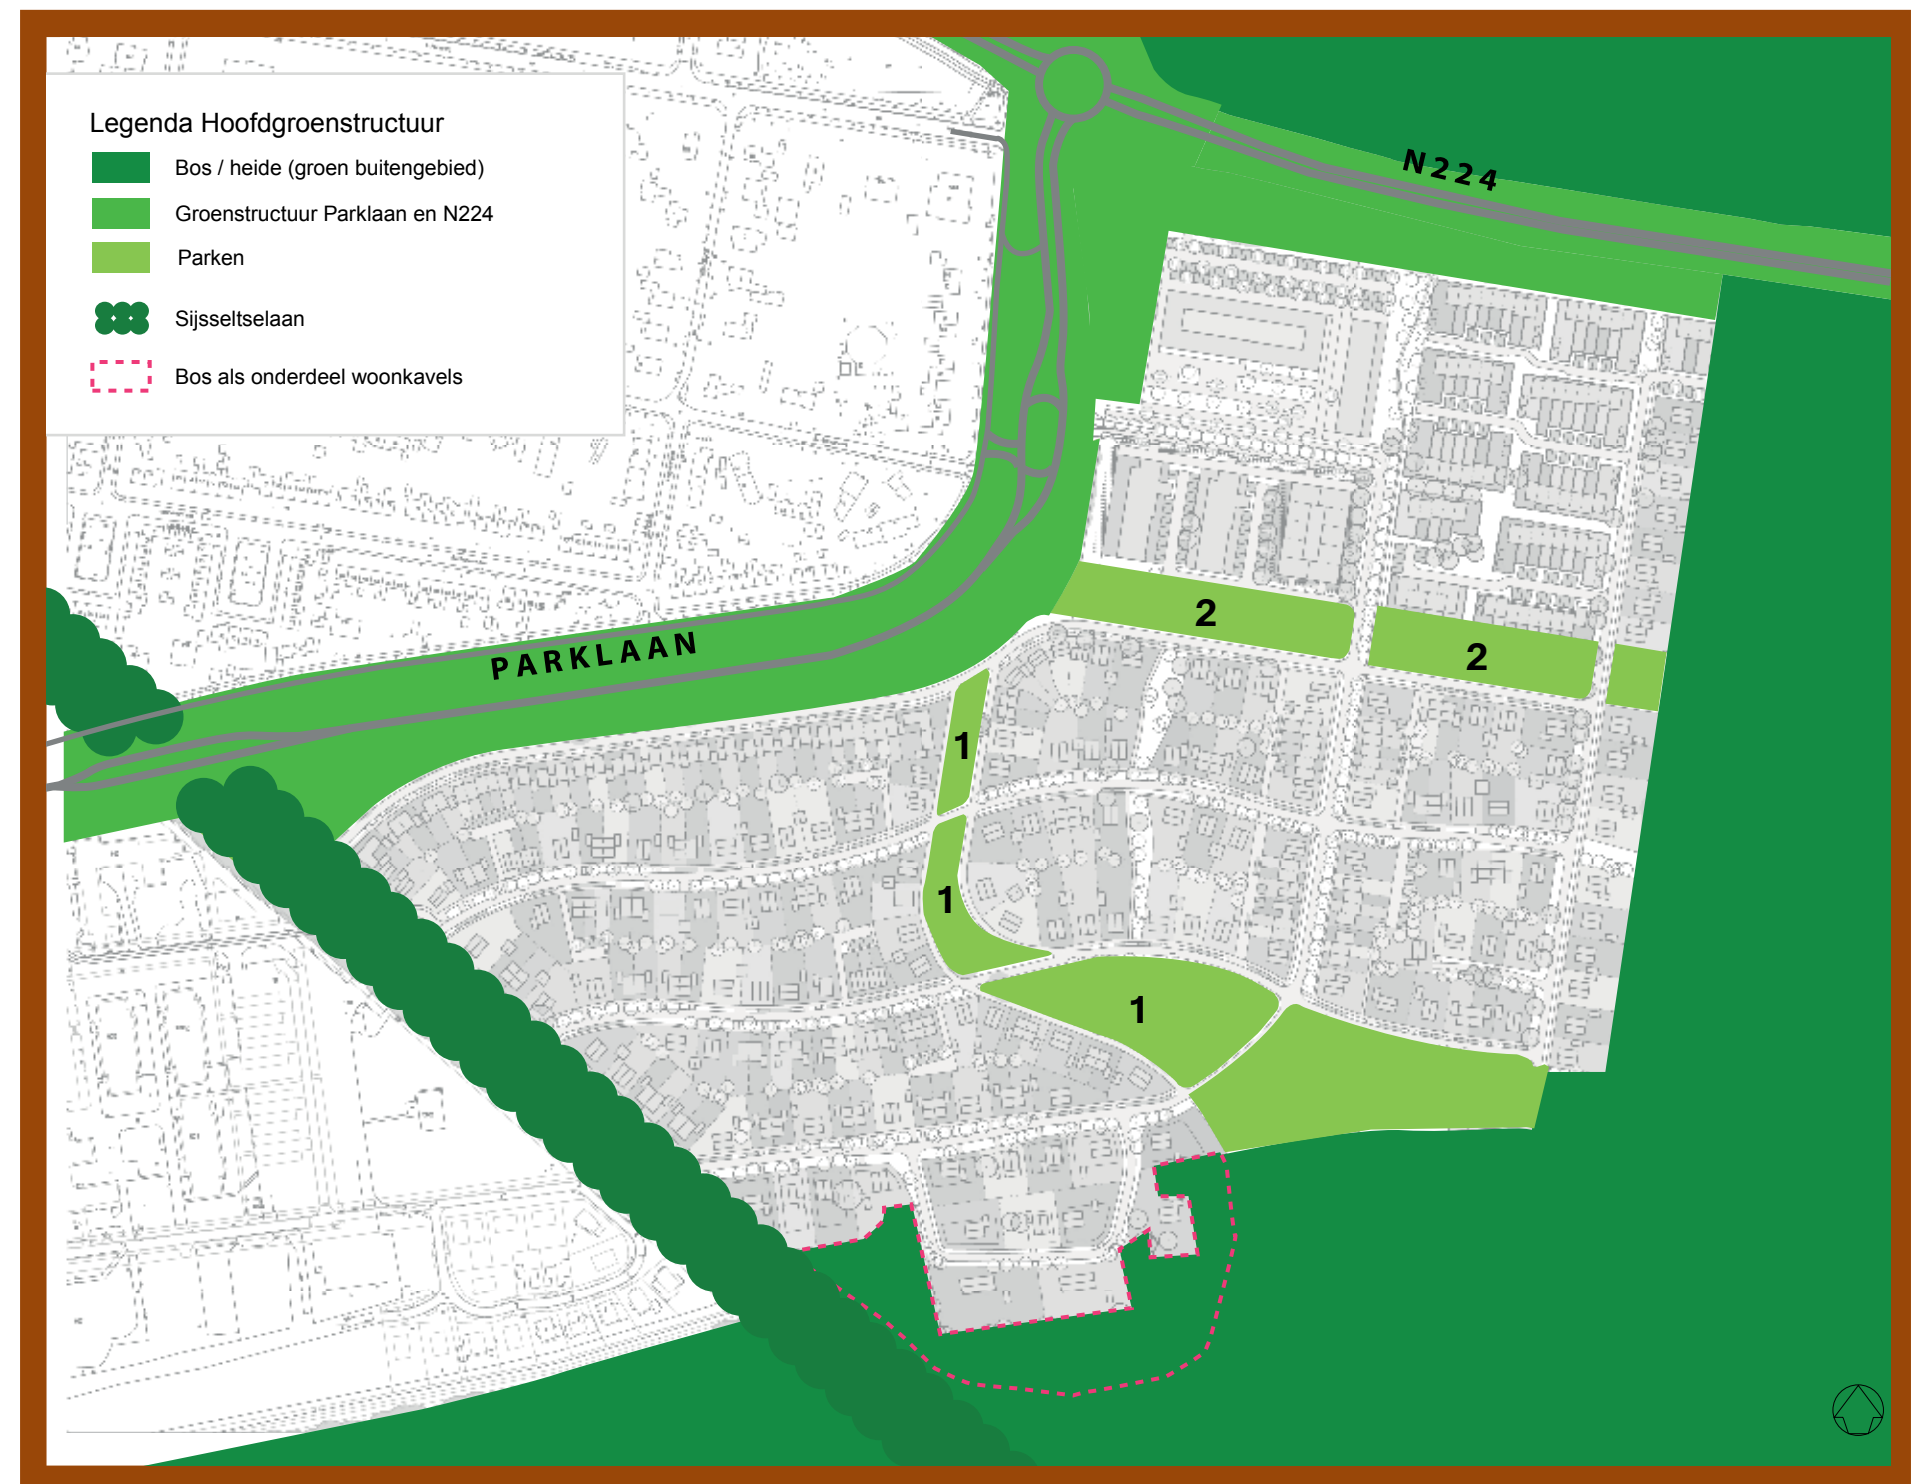 Legenda Hoofdgroenstructuur
Bos / heide (groen buitengebied)
Groenstructuur Parklaan en N224
Parken
Sijsseltselaan
Bos als onderdeel woonkavels
N224
PARKLAAN
2
2
1
1
1